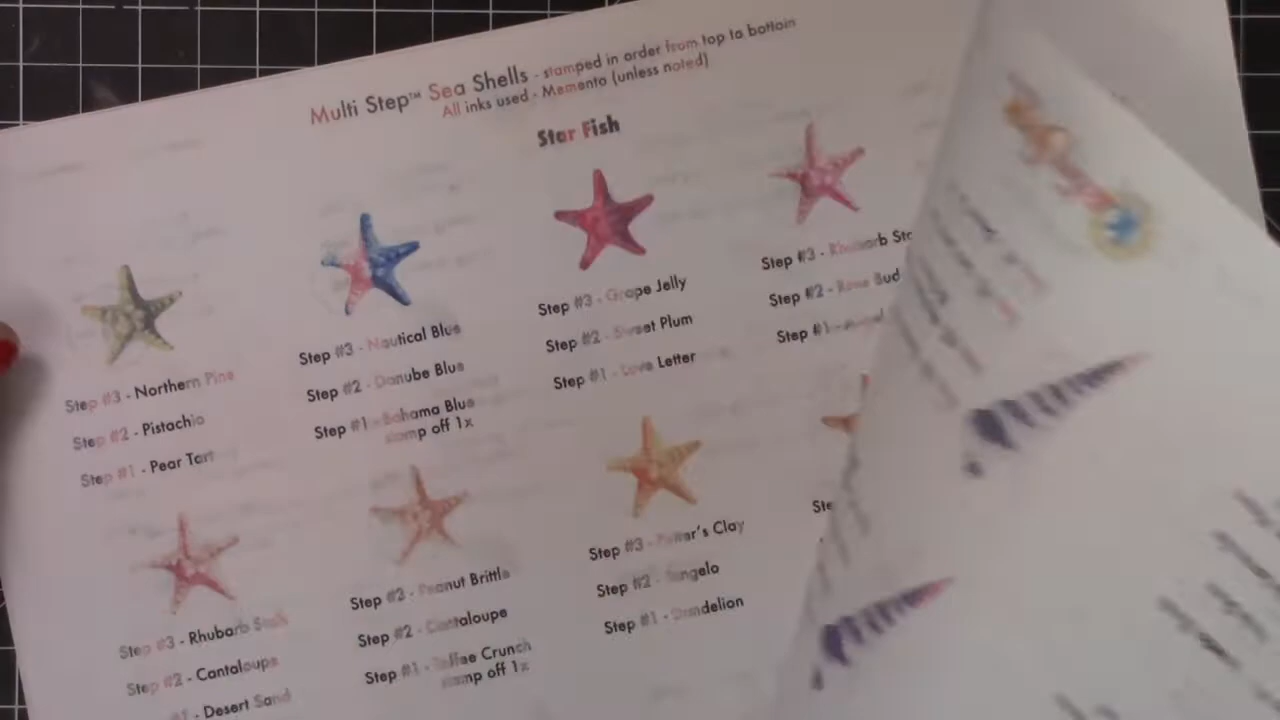 Multi Step™ Sea Shells - stamped in order from top to bottom
All inks used - Memento (unless noted)
Star Fish
Step #3 - Northern Pine
Step #2 - Pistachio
Step #1 - Pear Tart
Step #3 - Nautical Blue
Step #2 - Danube Blue
Step #1 - Bahama Blue
stamp off 1x
Step #3 - Grape Jelly
Step #2 - Sweet Plum
Step #1 - Love Letter
Step #3 - Rhubarb Sta
Step #2 - Rose Bud
Step #1 -
Step #3 - Rhubarb Stalk
Step #2 - Cantaloupe
#1 - Desert Sand
Step #3 - Peanut Brittle
Step #2 - Cantaloupe
Step #1 - Toffee Crunch
stamp off 1x
Step #3 - Potter's Clay
Step #2 - Tangelo
Step #1 - Dandelion
Ste